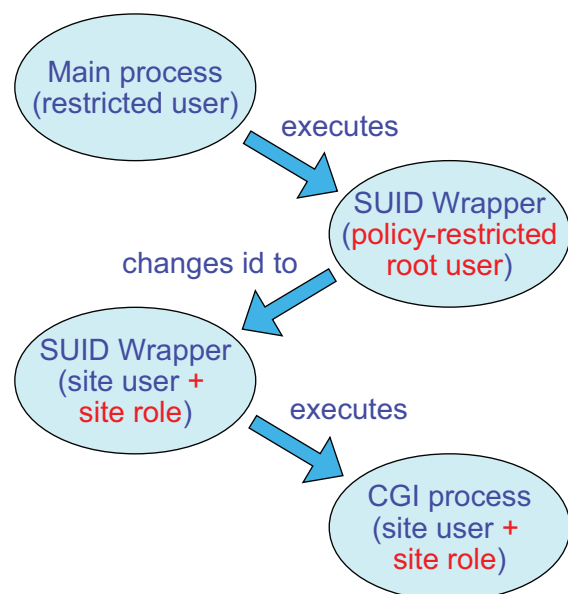 Main process
(restricted user)
executes
SUID Wrapper
(policy-restricted
root user)
changes id to
SUID Wrapper
(site user +
site role)
executes
CGI process
(site user +
site role)